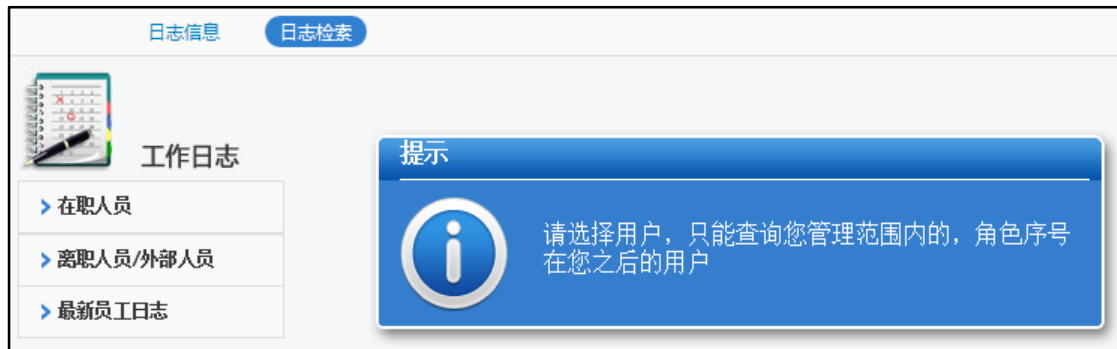 日志信息
日志检索
工作日志
在职人员
离职人员/外部人员
最新员工日志
提示
请选择用户，只能查询您管理范围内的，角色序号
在您之后的用户